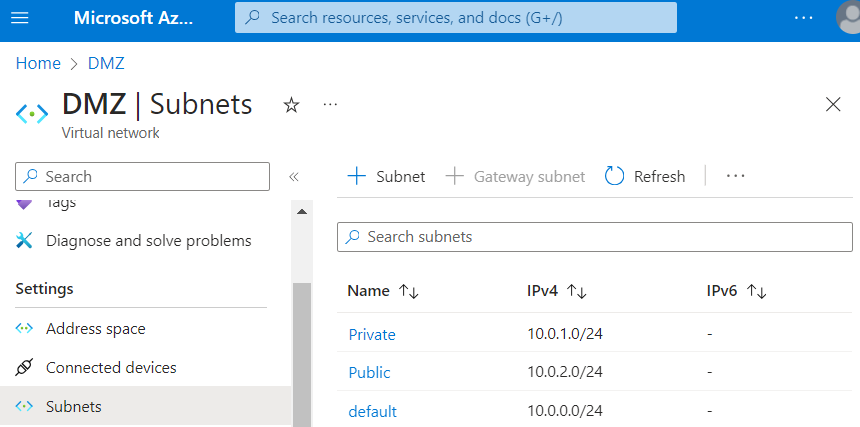 Microsoft Az...
Search resources, services, and docs (G+/)
...
Home > DMZ
DMZ | Subnets
...
Virtual network
Search
«
Tags
Diagnose and solve problems
Settings
Address space
Connected devices
Subnets
+ Subnet + Gateway subnet Refresh ...
Search subnets
Name ↑↓ IPv4 ↑↓ IPv6 ↑↓
Private 10.0.1.0/24 -
Public 10.0.2.0/24 -
default 10.0.0.0/24 -